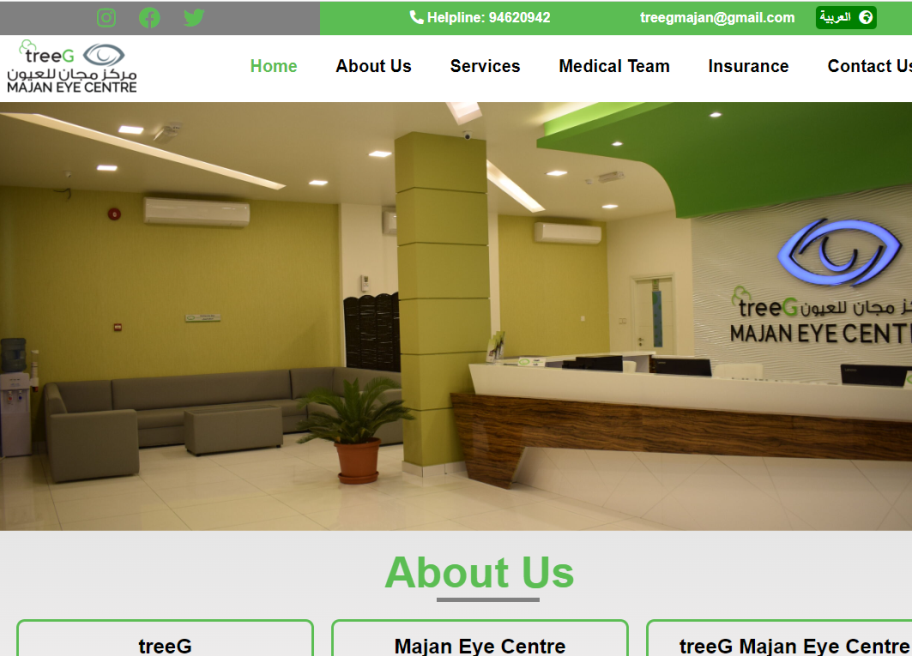 Helpline: 94620942 treegmajan@gmail.com العربية
treeG
مركز مجان للعيون
MAJAN EYE CENTRE
Home About Us Services Medical Team Insurance Contact Us
treeG مركز مجان للعيون
MAJAN EYE CENT
About Us
treeG Majan Eye Centre treeG Majan Eye Centre